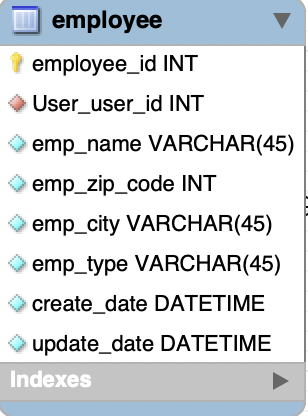 employee
employee_id INT
User_user_id INT
emp_name VARCHAR(45)
emp_zip_code INT
emp_city VARCHAR(45)
emp_type VARCHAR(45)
create_date DATETIME
update_date DATETIME
Indexes